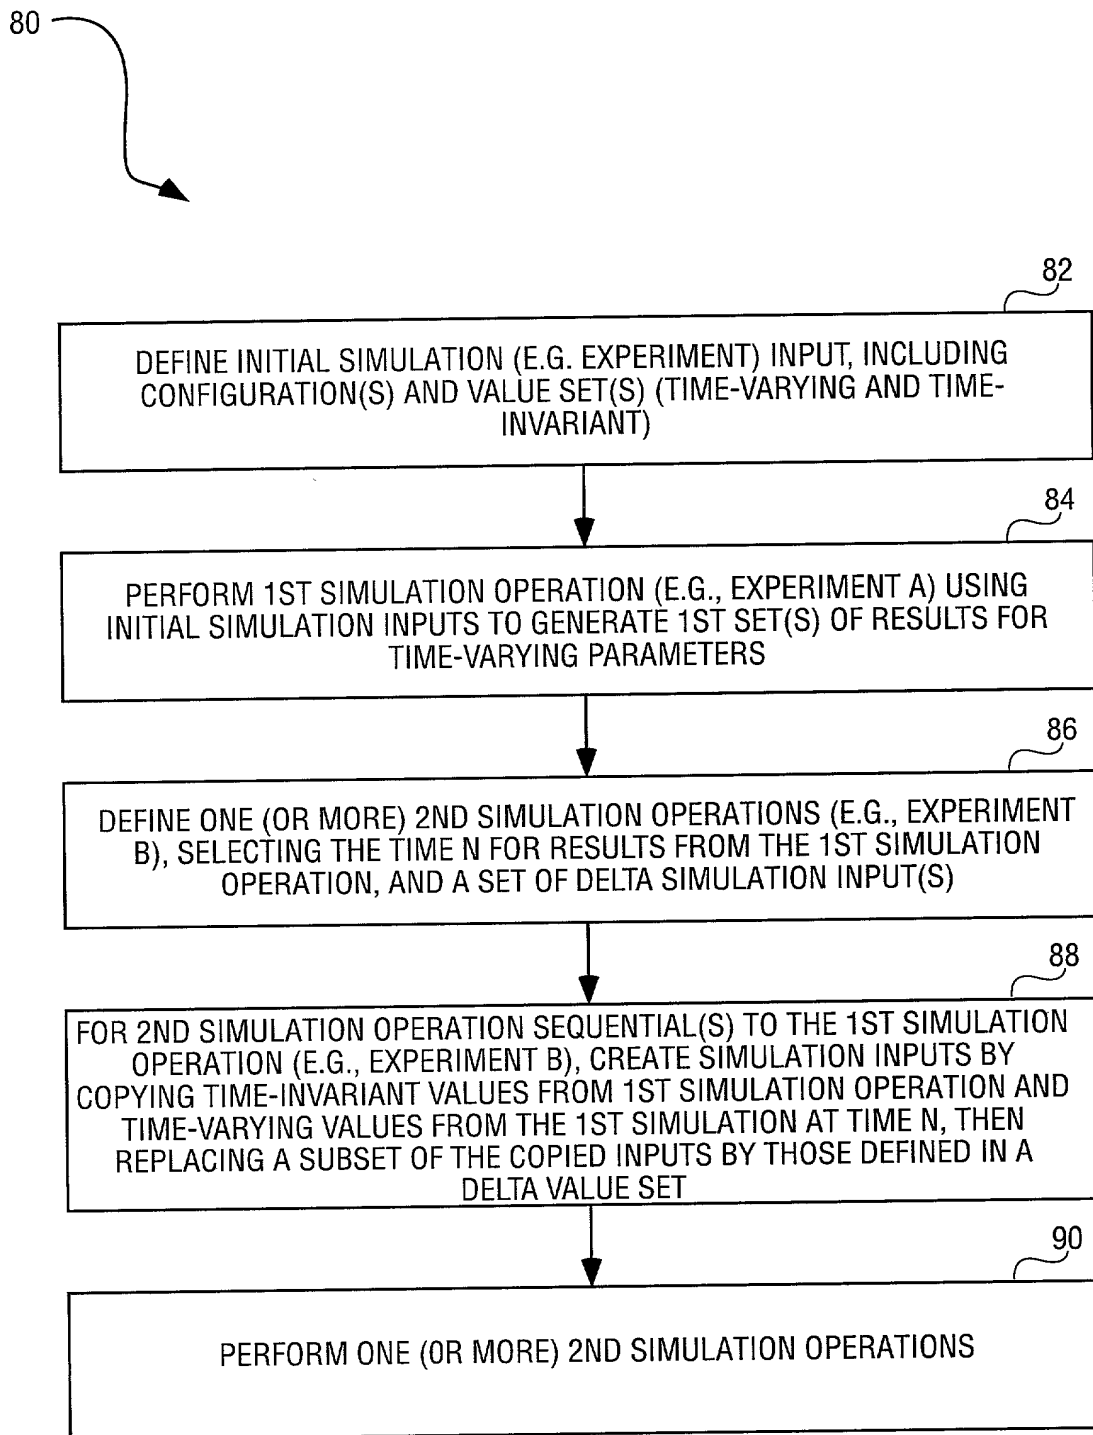 80
82
DEFINE INITIAL SIMULATION (E.G. EXPERIMENT) INPUT, INCLUDING
CONFIGURATION(S) AND VALUE SET(S) (TIME-VARYING AND TIME-
INVARIANT)
84
PERFORM 1ST SIMULATION OPERATION (E.G., EXPERIMENT A) USING
INITIAL SIMULATION INPUTS TO GENERATE 1ST SET(S) OF RESULTS FOR
TIME-VARYING PARAMETERS
86
DEFINE ONE (OR MORE) 2ND SIMULATION OPERATIONS (E.G., EXPERIMENT
B), SELECTING THE TIME N FOR RESULTS FROM THE 1ST SIMULATION
OPERATION, AND A SET OF DELTA SIMULATION INPUT(S)
88
FOR 2ND SIMULATION OPERATION SEQUENTIAL(S) TO THE 1ST SIMULATION
OPERATION (E.G., EXPERIMENT B), CREATE SIMULATION INPUTS BY
COPYING TIME-INVARIANT VALUES FROM 1ST SIMULATION OPERATION AND
TIME-VARYING VALUES FROM THE 1ST SIMULATION AT TIME N, THEN
REPLACING A SUBSET OF THE COPIED INPUTS BY THOSE DEFINED IN A
DELTA VALUE SET
90
PERFORM ONE (OR MORE) 2ND SIMULATION OPERATIONS